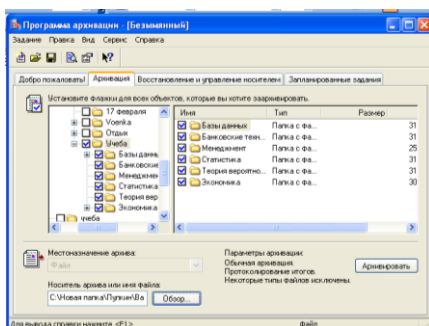 Программа архивации - [Безымянный]
Задание Правка Вид Сервис Справка
Добро пожаловать! Архивация Восстановление и управление носителем Запланированные задания
Установите флажки для всех объектов, которые вы хотите заархивировать.
17 февраля
Voenka
Отдых
Учеба
Базы данны
Банковские
Менеджмен
Статистика
Теория вер
Экономика
учеба
Имя Тип Размер
Базы данных Папка с фа... 31
Банковские техн... Папка с фа... 31
Менеджмент Папка с фа... 25
Статистика Папка с фа... 31
Теория вероятно... Папка с фа... 31
Экономика Папка с фа... 30
Местоназначение архива:
Файл
Носитель архива или имя файла:
C:\Новая папка\Пупкин\Ba
Обзор...
Параметры архивации:
Обычная архивация.
Протоколирование итогов.
Некоторые типы файлов исключены.
Архивировать
Для вывода справки нажмите <F1> Файл